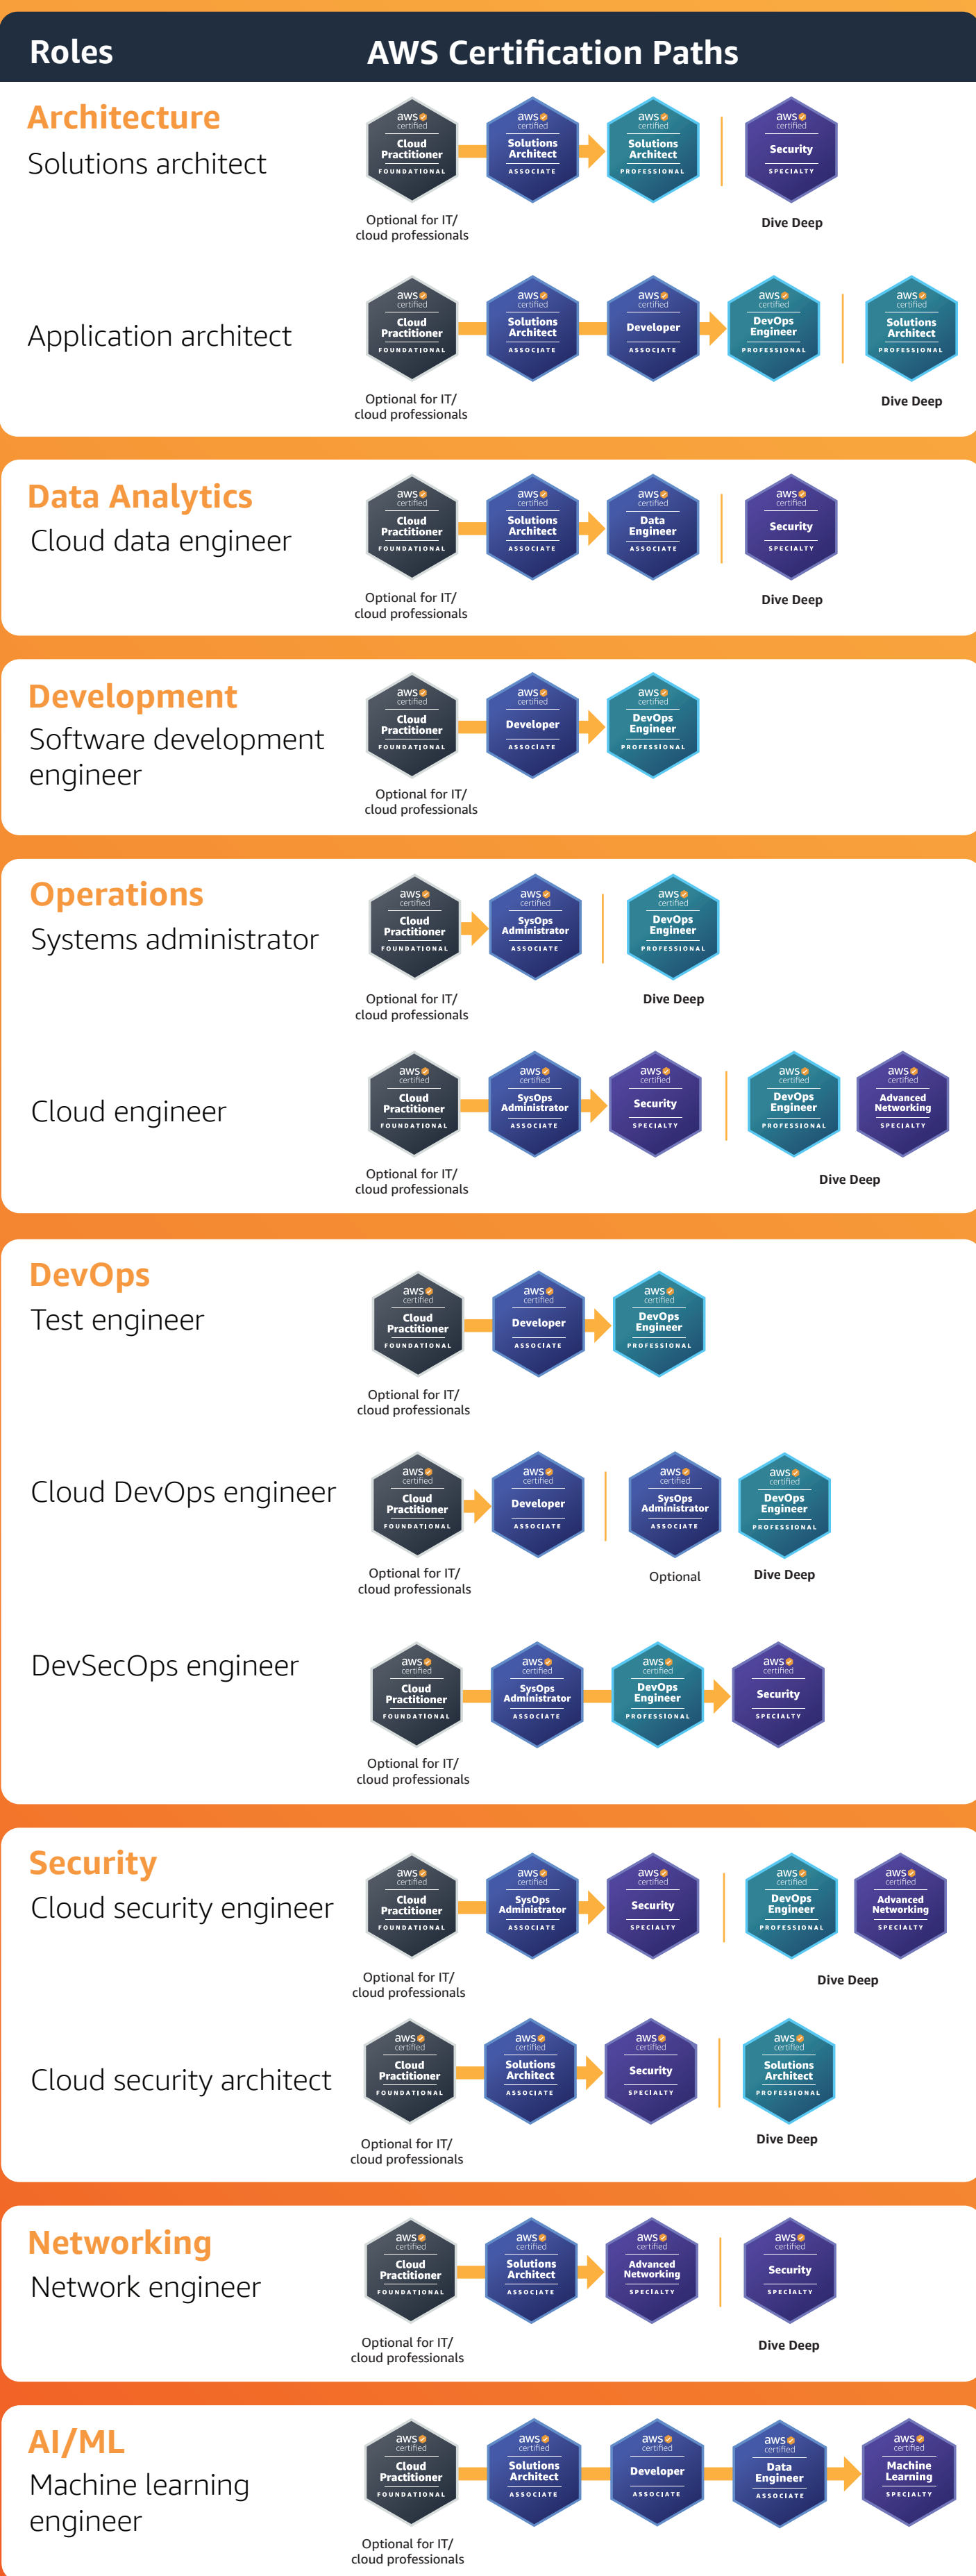 Roles
AWS Certification Paths
Architecture
Solutions architect
aws certified Cloud Practitioner FOUNDATIONAL
aws certified Solutions Architect ASSOCIATE
aws certified Solutions Architect PROFESSIONAL
aws certified Security SPECIALTY
Optional for IT/
cloud professionals
Dive Deep
Application architect
aws certified Cloud Practitioner FOUNDATIONAL
aws certified Solutions Architect ASSOCIATE
aws certified Developer ASSOCIATE
aws certified DevOps Engineer PROFESSIONAL
aws certified Solutions Architect PROFESSIONAL
Optional for IT/
cloud professionals
Dive Deep
Data Analytics
Cloud data engineer
aws certified Cloud Practitioner FOUNDATIONAL
aws certified Solutions Architect ASSOCIATE
aws certified Data Engineer ASSOCIATE
aws certified Security SPECIALTY
Optional for IT/
cloud professionals
Dive Deep
Development
Software development
engineer
aws certified Cloud Practitioner FOUNDATIONAL
aws certified Developer ASSOCIATE
aws certified DevOps Engineer PROFESSIONAL
Optional for IT/
cloud professionals
Operations
Systems administrator
aws certified Cloud Practitioner FOUNDATIONAL
aws certified SysOps Administrator ASSOCIATE
aws certified DevOps Engineer PROFESSIONAL
Optional for IT/
cloud professionals
Dive Deep
Cloud engineer
aws certified Cloud Practitioner FOUNDATIONAL
aws certified SysOps Administrator ASSOCIATE
aws certified Security SPECIALTY
aws certified DevOps Engineer PROFESSIONAL
aws certified Advanced Networking SPECIALTY
Optional for IT/
cloud professionals
Dive Deep
DevOps
Test engineer
aws certified Cloud Practitioner FOUNDATIONAL
aws certified Developer ASSOCIATE
aws certified DevOps Engineer PROFESSIONAL
Optional for IT/
cloud professionals
Cloud DevOps engineer
aws certified Cloud Practitioner FOUNDATIONAL
aws certified Developer ASSOCIATE
aws certified SysOps Administrator ASSOCIATE
aws certified DevOps Engineer PROFESSIONAL
Optional for IT/
cloud professionals
Optional
Dive Deep
DevSecOps engineer
aws certified Cloud Practitioner FOUNDATIONAL
aws certified SysOps Administrator ASSOCIATE
aws certified DevOps Engineer PROFESSIONAL
aws certified Security SPECIALTY
Optional for IT/
cloud professionals
Security
Cloud security engineer
aws certified Cloud Practitioner FOUNDATIONAL
aws certified SysOps Administrator ASSOCIATE
aws certified Security SPECIALTY
aws certified DevOps Engineer PROFESSIONAL
aws certified Advanced Networking SPECIALTY
Optional for IT/
cloud professionals
Dive Deep
Cloud security architect
aws certified Cloud Practitioner FOUNDATIONAL
aws certified Solutions Architect ASSOCIATE
aws certified Security SPECIALTY
aws certified Solutions Architect PROFESSIONAL
Optional for IT/
cloud professionals
Dive Deep
Networking
Network engineer
aws certified Cloud Practitioner FOUNDATIONAL
aws certified Solutions Architect ASSOCIATE
aws certified Advanced Networking SPECIALTY
aws certified Security SPECIALTY
Optional for IT/
cloud professionals
Dive Deep
AI/ML
Machine learning
engineer
aws certified Cloud Practitioner FOUNDATIONAL
aws certified Solutions Architect ASSOCIATE
aws certified Developer ASSOCIATE
aws certified Data Engineer ASSOCIATE
aws certified Machine Learning SPECIALTY
Optional for IT/
cloud professionals